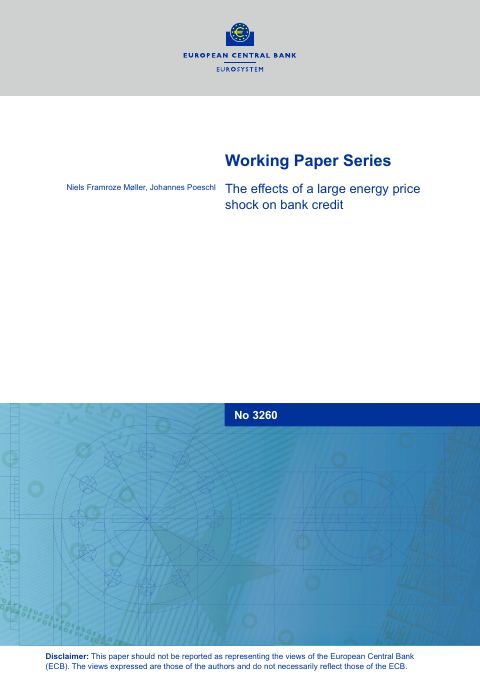 EUROPEAN CENTRAL BANK
EUROSYSTEM
Working Paper Series
Niels Framroze Møller, Johannes Poeschl
The effects of a large energy price
shock on bank credit
No 3260
Disclaimer: This paper should not be reported as representing the views of the European Central Bank
(ECB). The views expressed are those of the authors and do not necessarily reflect those of the ECB.